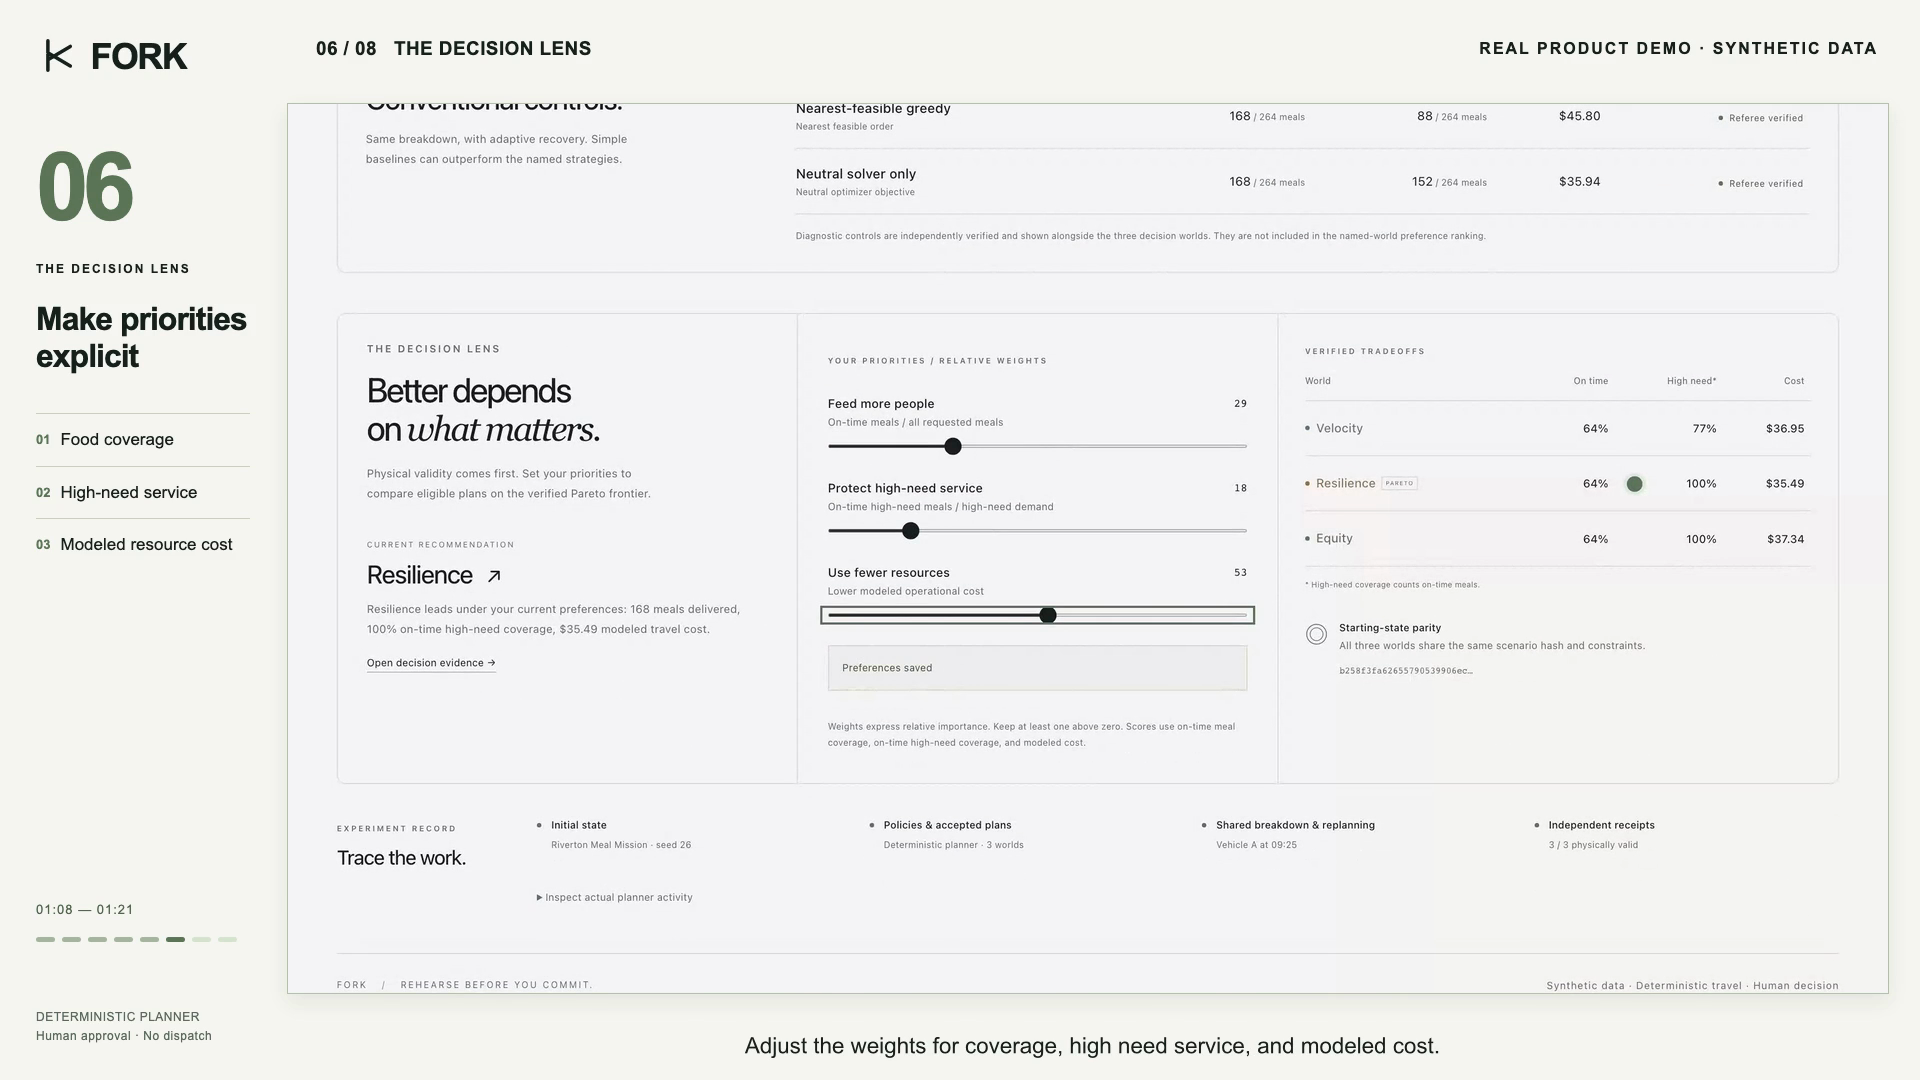 FORK
06 / 08 THE DECISION LENS
REAL PRODUCT DEMO · SYNTHETIC DATA
06
THE DECISION LENS
Make priorities
explicit
01 Food coverage
02 High-need service
03 Modeled resource cost
01:08 — 01:21
DETERMINISTIC PLANNER
Human approval · No dispatch
Conventional controls.
Same breakdown, with adaptive recovery. Simple
baselines can outperform the named strategies.
Nearest-feasible greedy
Nearest feasible order
168 / 264 meals
88 / 264 meals
$45.80
Referee verified
Neutral solver only
Neutral optimizer objective
168 / 264 meals
152 / 264 meals
$35.94
Referee verified
Diagnostic controls are independently verified and shown alongside the three decision worlds. They are not included in the named-world preference ranking.
THE DECISION LENS
Better depends
on what matters.
Physical validity comes first. Set your priorities to
compare eligible plans on the verified Pareto frontier.
CURRENT RECOMMENDATION
Resilience ↗
Resilience leads under your current preferences: 168 meals delivered,
100% on-time high-need coverage, $35.49 modeled travel cost.
Open decision evidence →
YOUR PRIORITIES / RELATIVE WEIGHTS
Feed more people 29
On-time meals / all requested meals
Protect high-need service 18
On-time high-need meals / high-need demand
Use fewer resources 53
Lower modeled operational cost
Preferences saved
Weights express relative importance. Keep at least one above zero. Scores use on-time meal
coverage, on-time high-need coverage, and modeled cost.
VERIFIED TRADEOFFS
World On time High need* Cost
Velocity 64% 77% $36.95
Resilience PARETO 64% 100% $35.49
Equity 64% 100% $37.34
* High-need coverage counts on-time meals.
Starting-state parity
All three worlds share the same scenario hash and constraints.
b258f3fa62655790539906ec…
EXPERIMENT RECORD
Trace the work.
Initial state
Riverton Meal Mission · seed 26
Policies & accepted plans
Deterministic planner · 3 worlds
Shared breakdown & replanning
Vehicle A at 09:25
Independent receipts
3 / 3 physically valid
Inspect actual planner activity
FORK / REHEARSE BEFORE YOU COMMIT.
Synthetic data · Deterministic travel · Human decision
Adjust the weights for coverage, high need service, and modeled cost.